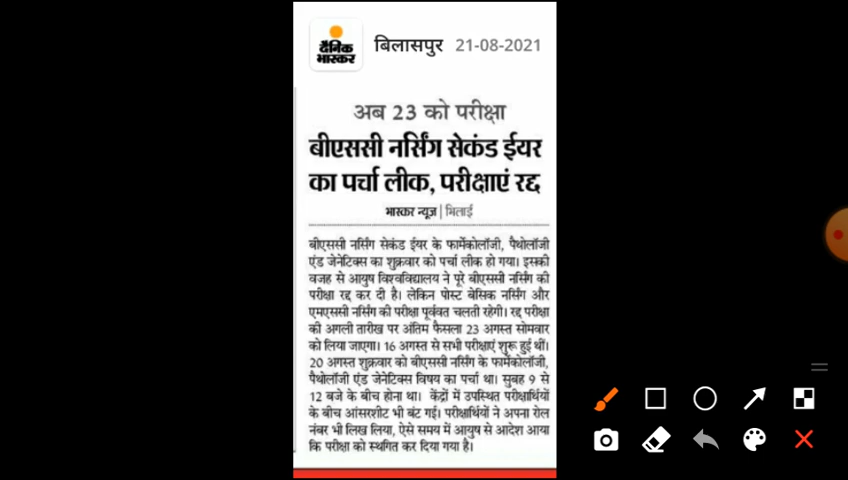 दैनिक
भास्कर
बिलासपुर 21-08-2021
अब 23 को परीक्षा
बीएससी नर्सिंग सेकंड ईयर
का पर्चा लीक, परीक्षाएं रद्द
भास्कर न्यूज | भिलाई
बीएससी नर्सिंग सेकंड ईयर के फार्मेकोलॉजी, पैथोलॉजी
एंड जेनेटिक्स का शुक्रवार को पर्चा लीक हो गया। इसकी
वजह से आयुष विश्वविद्यालय ने पूरे बीएससी नर्सिंग की
परीक्षा रद्द कर दी है। लेकिन पोस्ट बेसिक नर्सिंग और
एमएससी नर्सिंग की परीक्षा पूर्ववत चलती रहेगी। रद्द परीक्षा
की अगली तारीख पर अंतिम फैसला 23 अगस्त सोमवार
को लिया जाएगा। 16 अगस्त से सभी परीक्षाएं शुरू हुई थीं।
20 अगस्त शुक्रवार को बीएससी नर्सिंग के फार्मेकोलॉजी,
पैथोलॉजी एंड जेनेटिक्स विषय का पर्चा था। सुबह 9 से
12 बजे के बीच होना था। केंद्रों में उपस्थित परीक्षार्थियों
के बीच आंसरशीट भी बंट गई। परीक्षार्थियों ने अपना रोल
नंबर भी लिख लिया, ऐसे समय में आयुष से आदेश आया
कि परीक्षा को स्थगित कर दिया गया है।